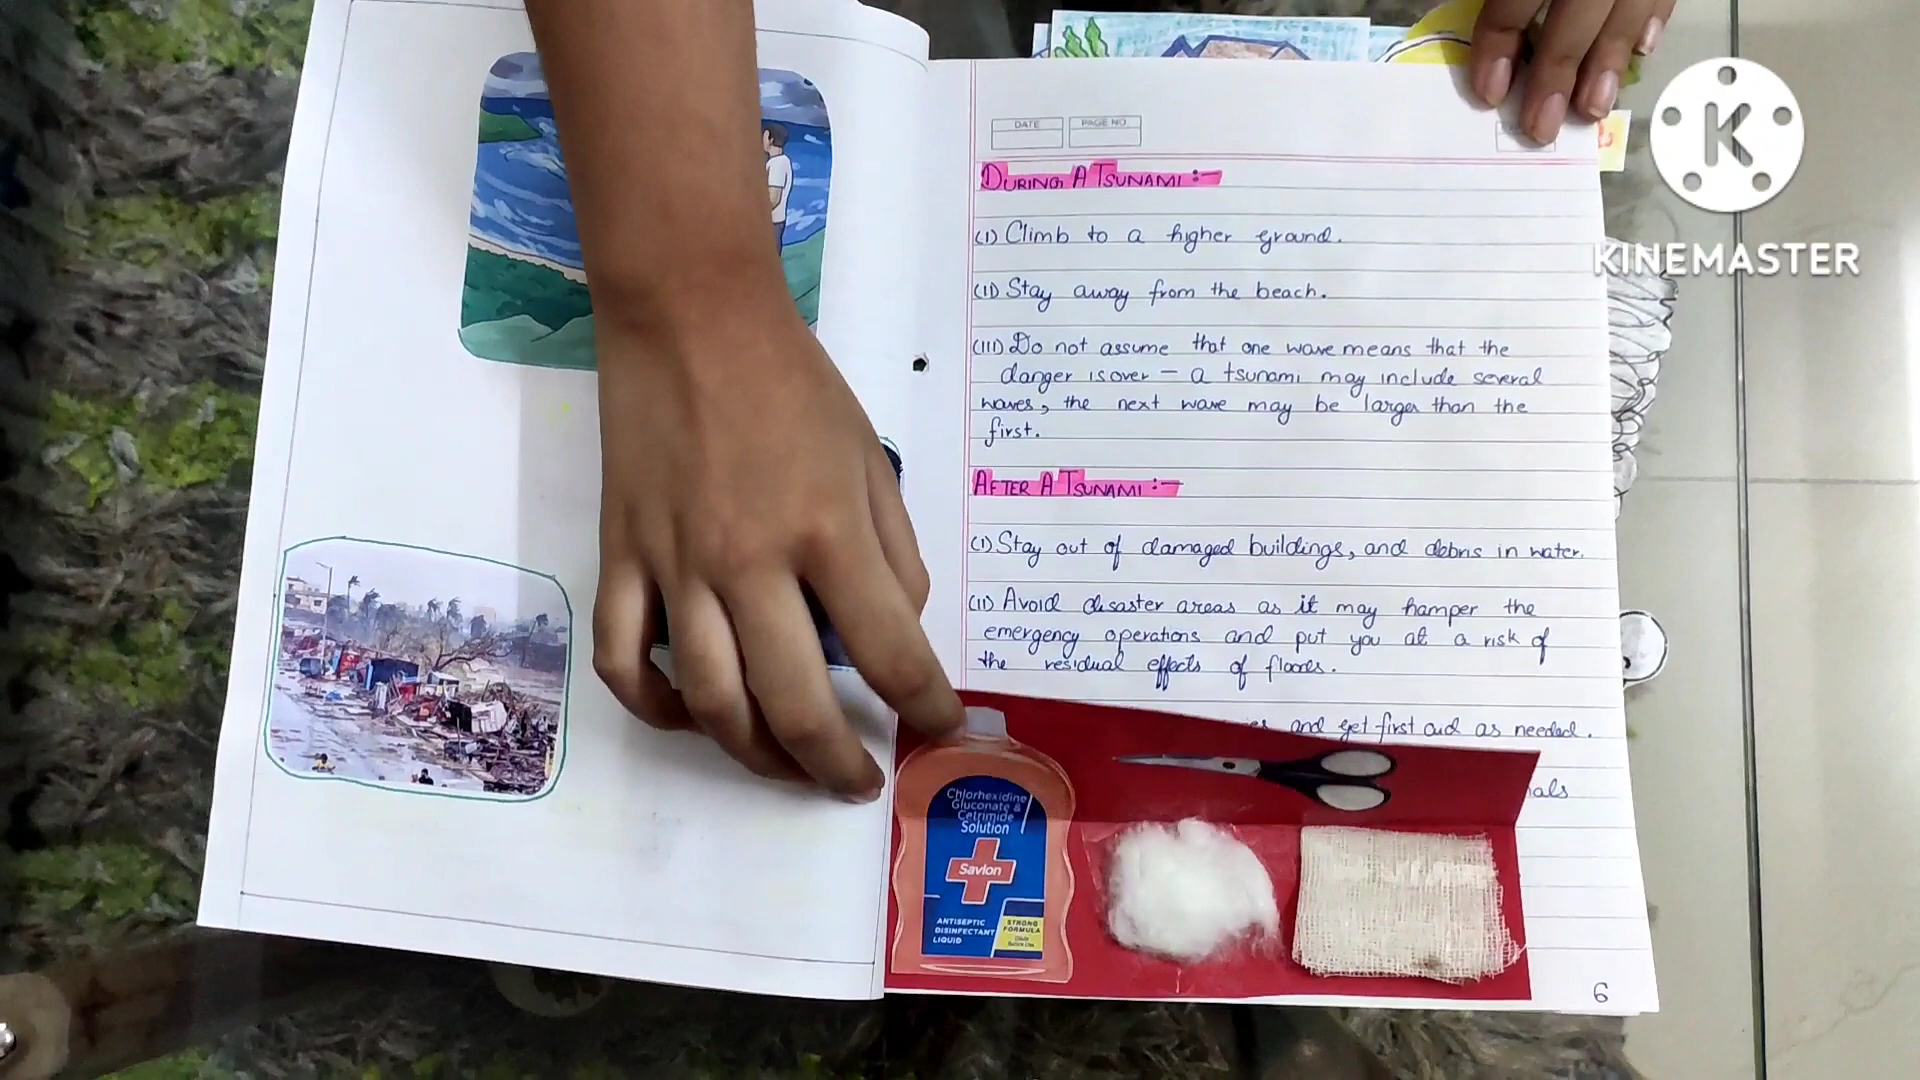 DATE
PAGE NO
DURING A TSUNAMI :-
(I) Climb to a higher ground.
(II) Stay away from the beach.
(III) Do not assume that one wave means that the
danger is over - a tsunami may include several
waves, the next wave may be larger than the
first.
AFTER A TSUNAMI :-
(I) Stay out of damaged buildings, and debris in water.
(II) Avoid disaster areas as it may hamper the
emergency operations and put you at a risk of
the residual effects of floods.
and get first aid as needed.
Chlorhexidine
Gluconate &
Cetrimide
Solution
Savlon
ANTISEPTIC
DISINFECTANT
LIQUID
STRONG
FORMULA
6
K
KINEMASTER